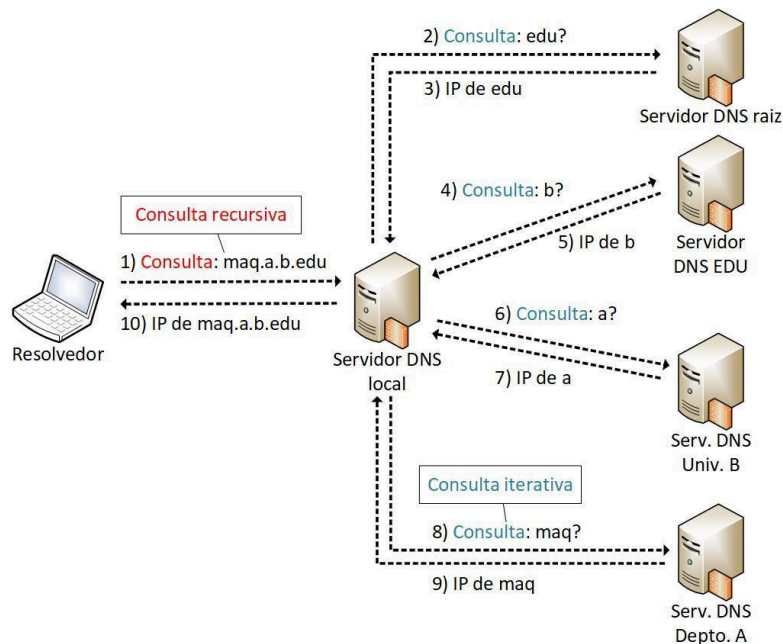 2) Consulta: edu?
3) IP de edu
Servidor DNS raiz
4) Consulta: b?
5) IP de b
Servidor
DNS EDU
Consulta recursiva
1) Consulta: maq.a.b.edu
10) IP de maq.a.b.edu
Resolvedor
Servidor DNS
local
6) Consulta: a?
7) IP de a
Serv. DNS
Univ. B
Consulta iterativa
8) Consulta: maq?
9) IP de maq
Serv. DNS
Depto. A